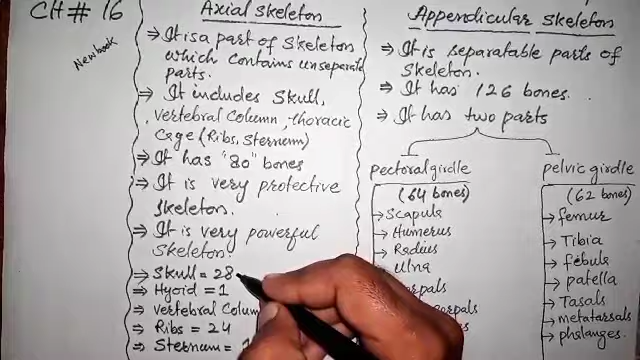 CH # 16
New book
Axial Skeleton
⇒ It is a part of Skeleton
which contains unseparate
parts.
⇒ It includes Skull,
Vertebral Column, thoracic
Cage (Ribs, Sternum)
⇒ It has "80" bones
⇒ It is very protective
Skeleton.
⇒ It is very powerful
Skeleton.
⇒ Skull = 28
⇒ Hyoid = 1
⇒ Vertebral Colum
⇒ Ribs = 24
⇒ Sternum =
Appendicular Skeleton
⇒ It is separatable parts of
Skeleton.
⇒ It has 126 bones.
⇒ It has two parts
pectoral girdle
(64 bones)
→ Scapula
→ Humerus
→ Radius
ulna
pelvic girdle
(62 bones)
→ femur
→ Tibia
→ febula
→ patella
→ Tasals
→ metatarsals
→ phslanges.